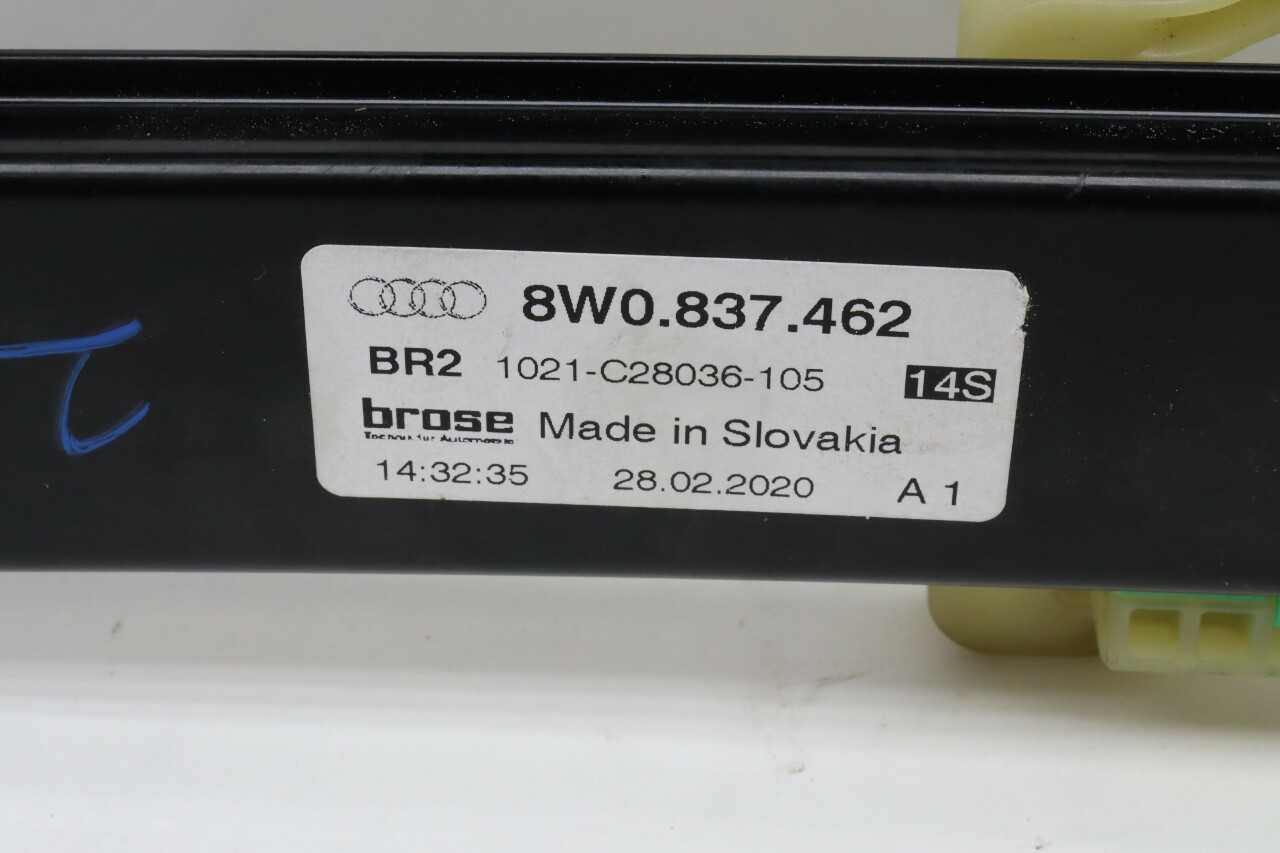 8W0.837.462
BR2 1021-C28036-105 14S
brose Made in Slovakia
14:32:35 28.02.2020 A 1